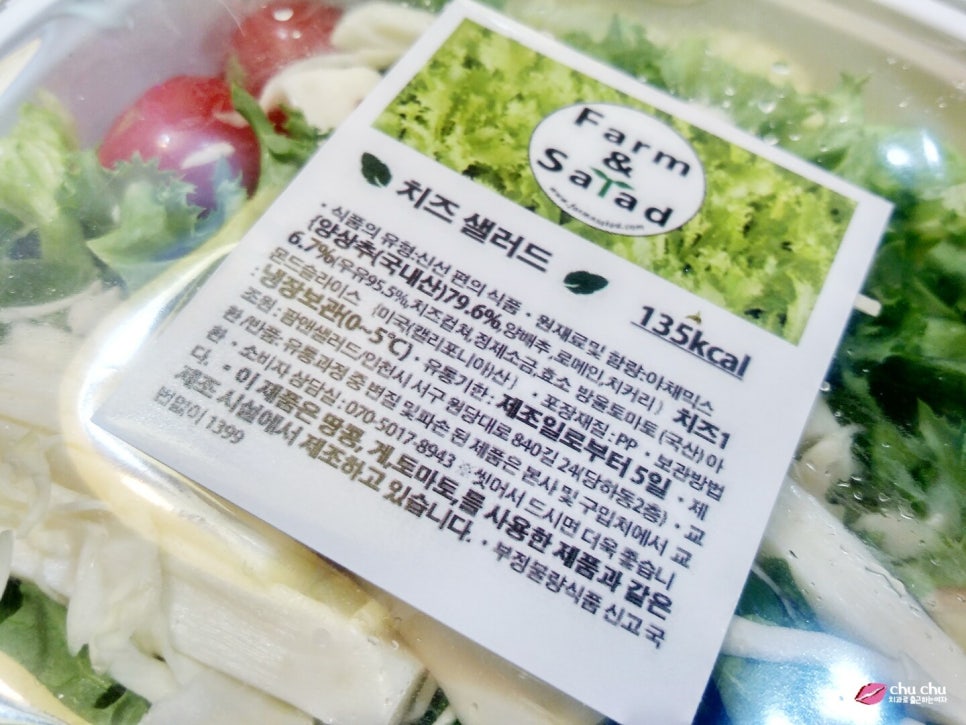 Farm
&
Salad
www.farmnsalad.com
치즈 샐러드
135kcal
· 식품의 유형:신선 편의 식품 · 원재료및 함량:야채믹스
{양상추(국내산)79.6%,양배추,로메인,치커리} 치즈1
6.7%(우유95.5%,치즈컬쳐,정제소금,효소 방울토마토 (국산) 아
몬드슬라이스 {미국(캘리포니아)산} · 포장재질 : PP · 보관방법
: 냉장보관(0~5℃) · 유통기한 : 제조일로부터 5일 · 제
조원 : 팜앤샐러드/인천시 서구 원당대로 840길 24(당하동2층) · 교
환/반품: 유통과정 중 변질 및파손 된 제품은 본사 및 구입처에서 교
환 · 소비자 상담실 : 070-5017-8943 ※ 씻어서 드시면 더욱 좋습니
다. · 이 제품은 땅콩, 게,토마토,를 사용한 제품과 같은
제조 시설에서 제조하고 있습니다. · 부정불량식품 신고 국
번없이 1399
chu chu
치과로 출근하는여자